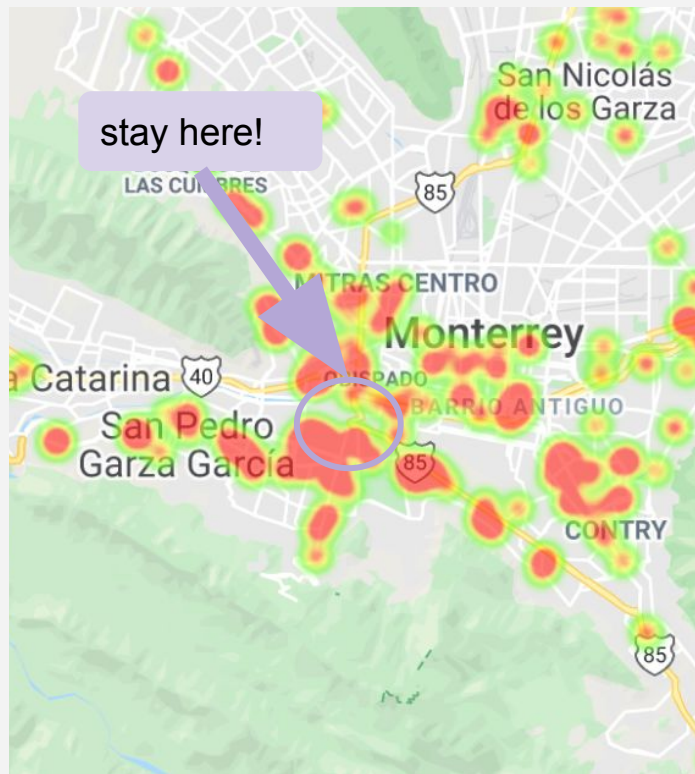 San Nicolás
de los Garza
stay here!
LAS CUMBRES
85
MITRAS CENTRO
Monterrey
a Catarina
40
OBISPADO
BARRIO ANTIGUO
San Pedro
Garza García
85
CONTRY
85